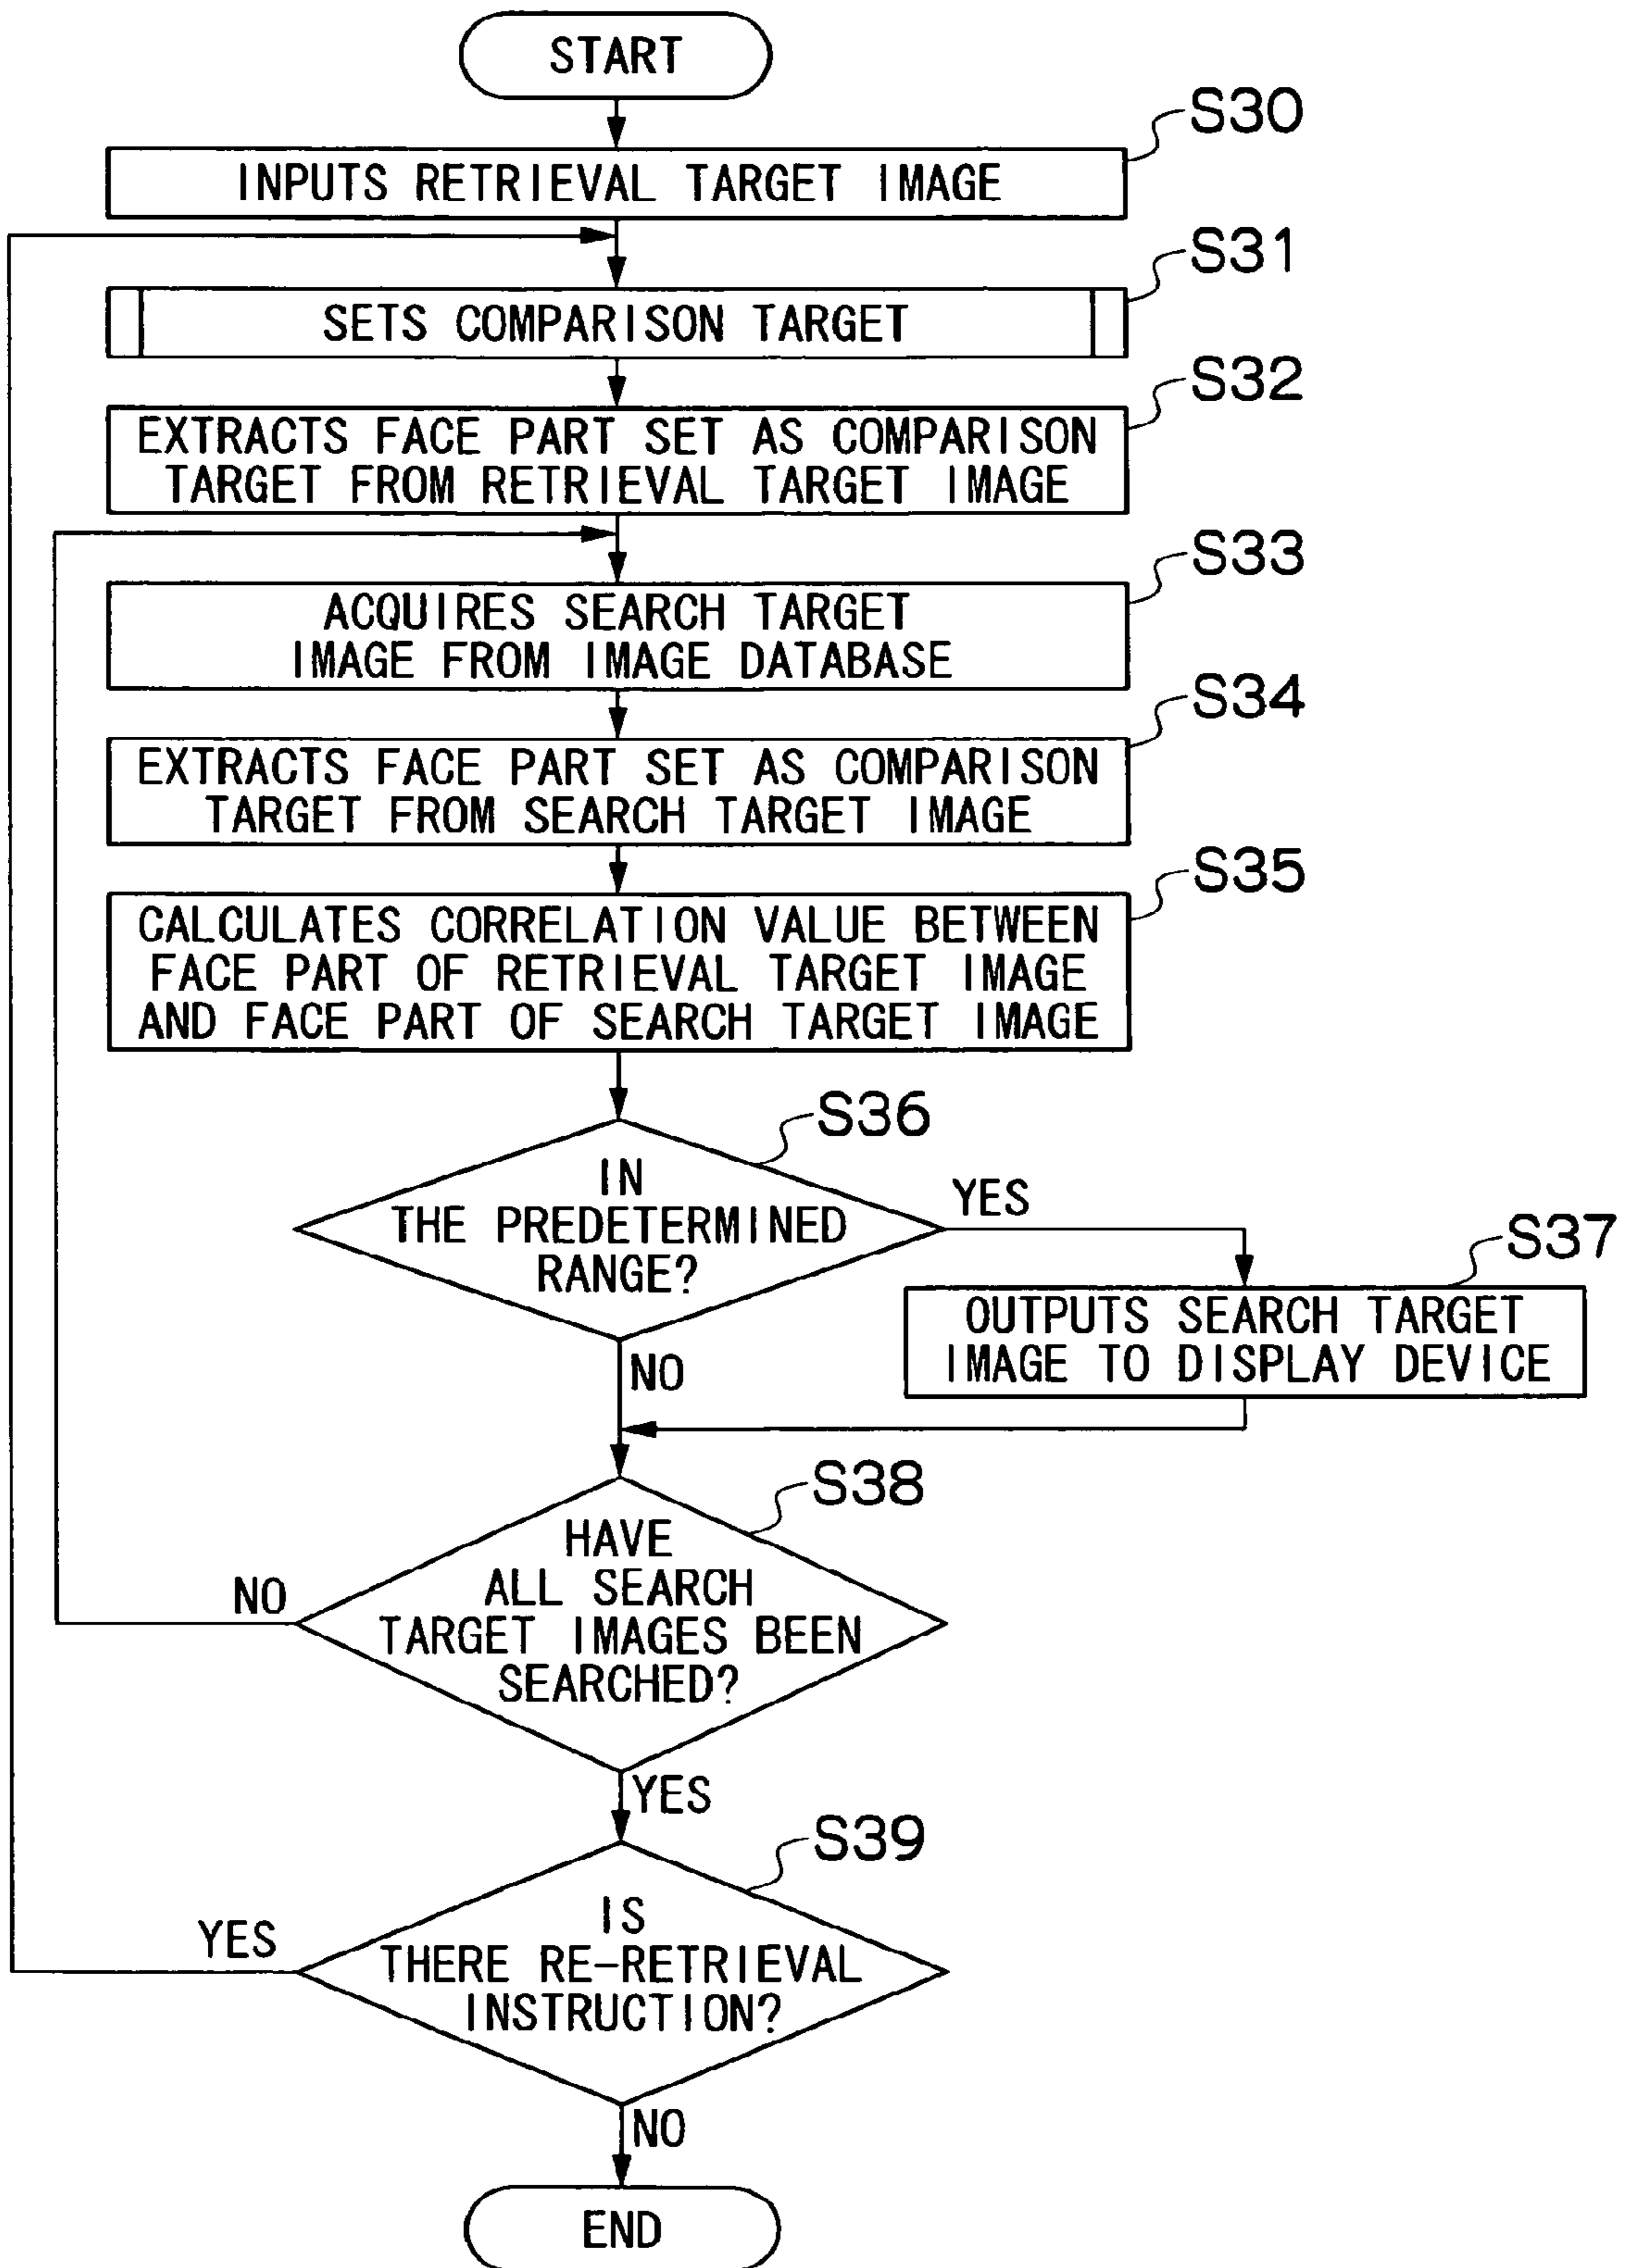 START
S30
INPUTS RETRIEVAL TARGET IMAGE
S31
SETS COMPARISON TARGET
S32
EXTRACTS FACE PART SET AS COMPARISON
TARGET FROM RETRIEVAL TARGET IMAGE
S33
ACQUIRES SEARCH TARGET
IMAGE FROM IMAGE DATABASE
S34
EXTRACTS FACE PART SET AS COMPARISON
TARGET FROM SEARCH TARGET IMAGE
S35
CALCULATES CORRELATION VALUE BETWEEN
FACE PART OF RETRIEVAL TARGET IMAGE
AND FACE PART OF SEARCH TARGET IMAGE
S36
IN
THE PREDETERMINED
RANGE?
YES
S37
OUTPUTS SEARCH TARGET
IMAGE TO DISPLAY DEVICE
NO
S38
HAVE
ALL SEARCH
TARGET IMAGES BEEN
SEARCHED?
NO
YES
S39
IS
THERE RE-RETRIEVAL
INSTRUCTION?
YES
NO
END